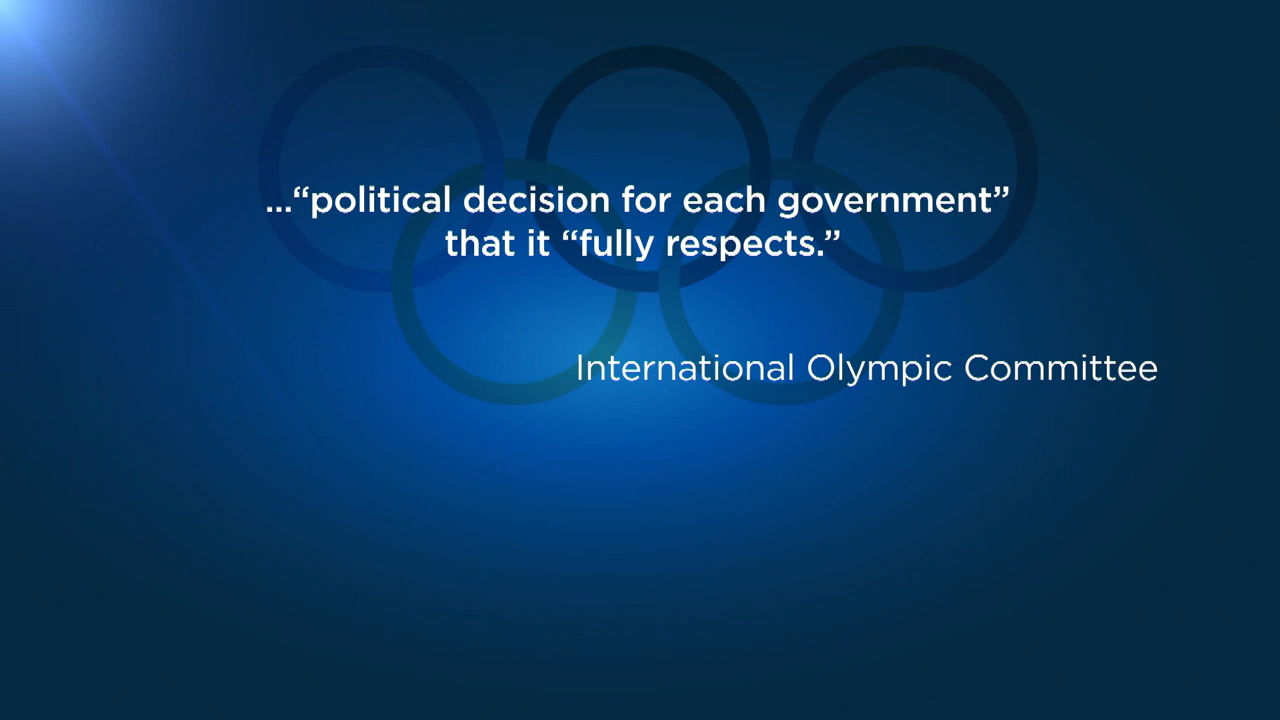 ...“political decision for each government”
that it “fully respects.”
International Olympic Committee